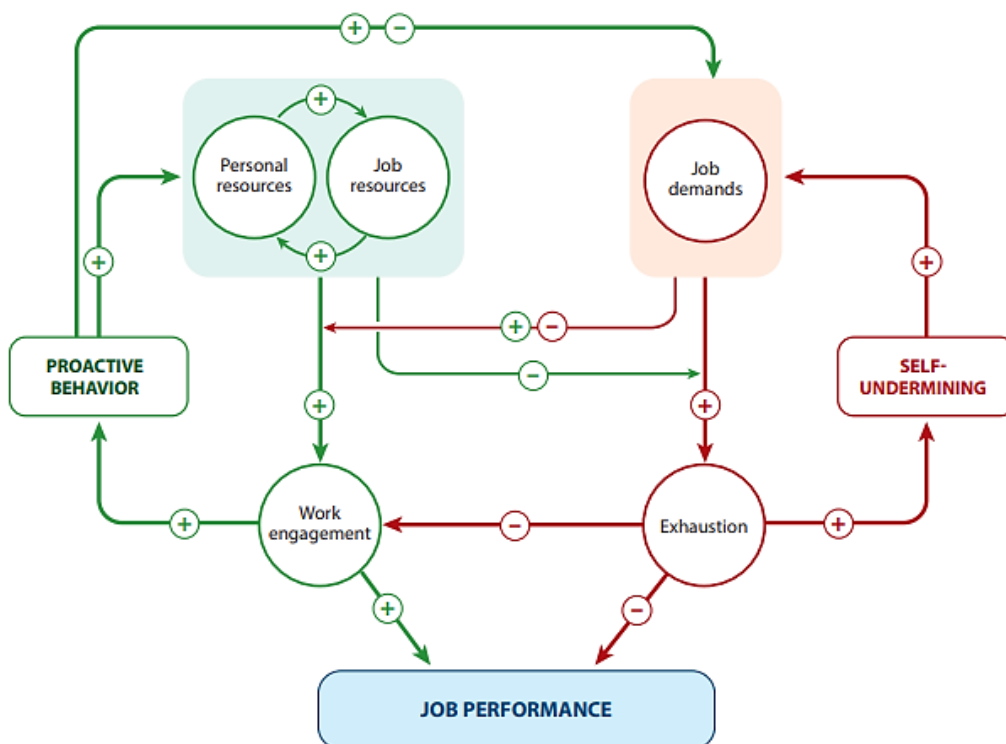 + −
+
Personal
resources
Job
resources
Job
demands
+
+
+
+ −
−
PROACTIVE
BEHAVIOR
SELF-
UNDERMINING
+
+
Work
engagement
Exhaustion
+
−
+
+
−
JOB PERFORMANCE